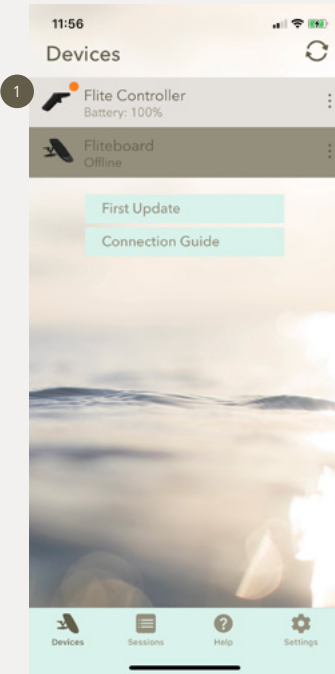 11:56
Devices
1
Flite Controller
Battery: 100%
Fliteboard
Offline
First Update
Connection Guide
Devices Sessions Help Settings